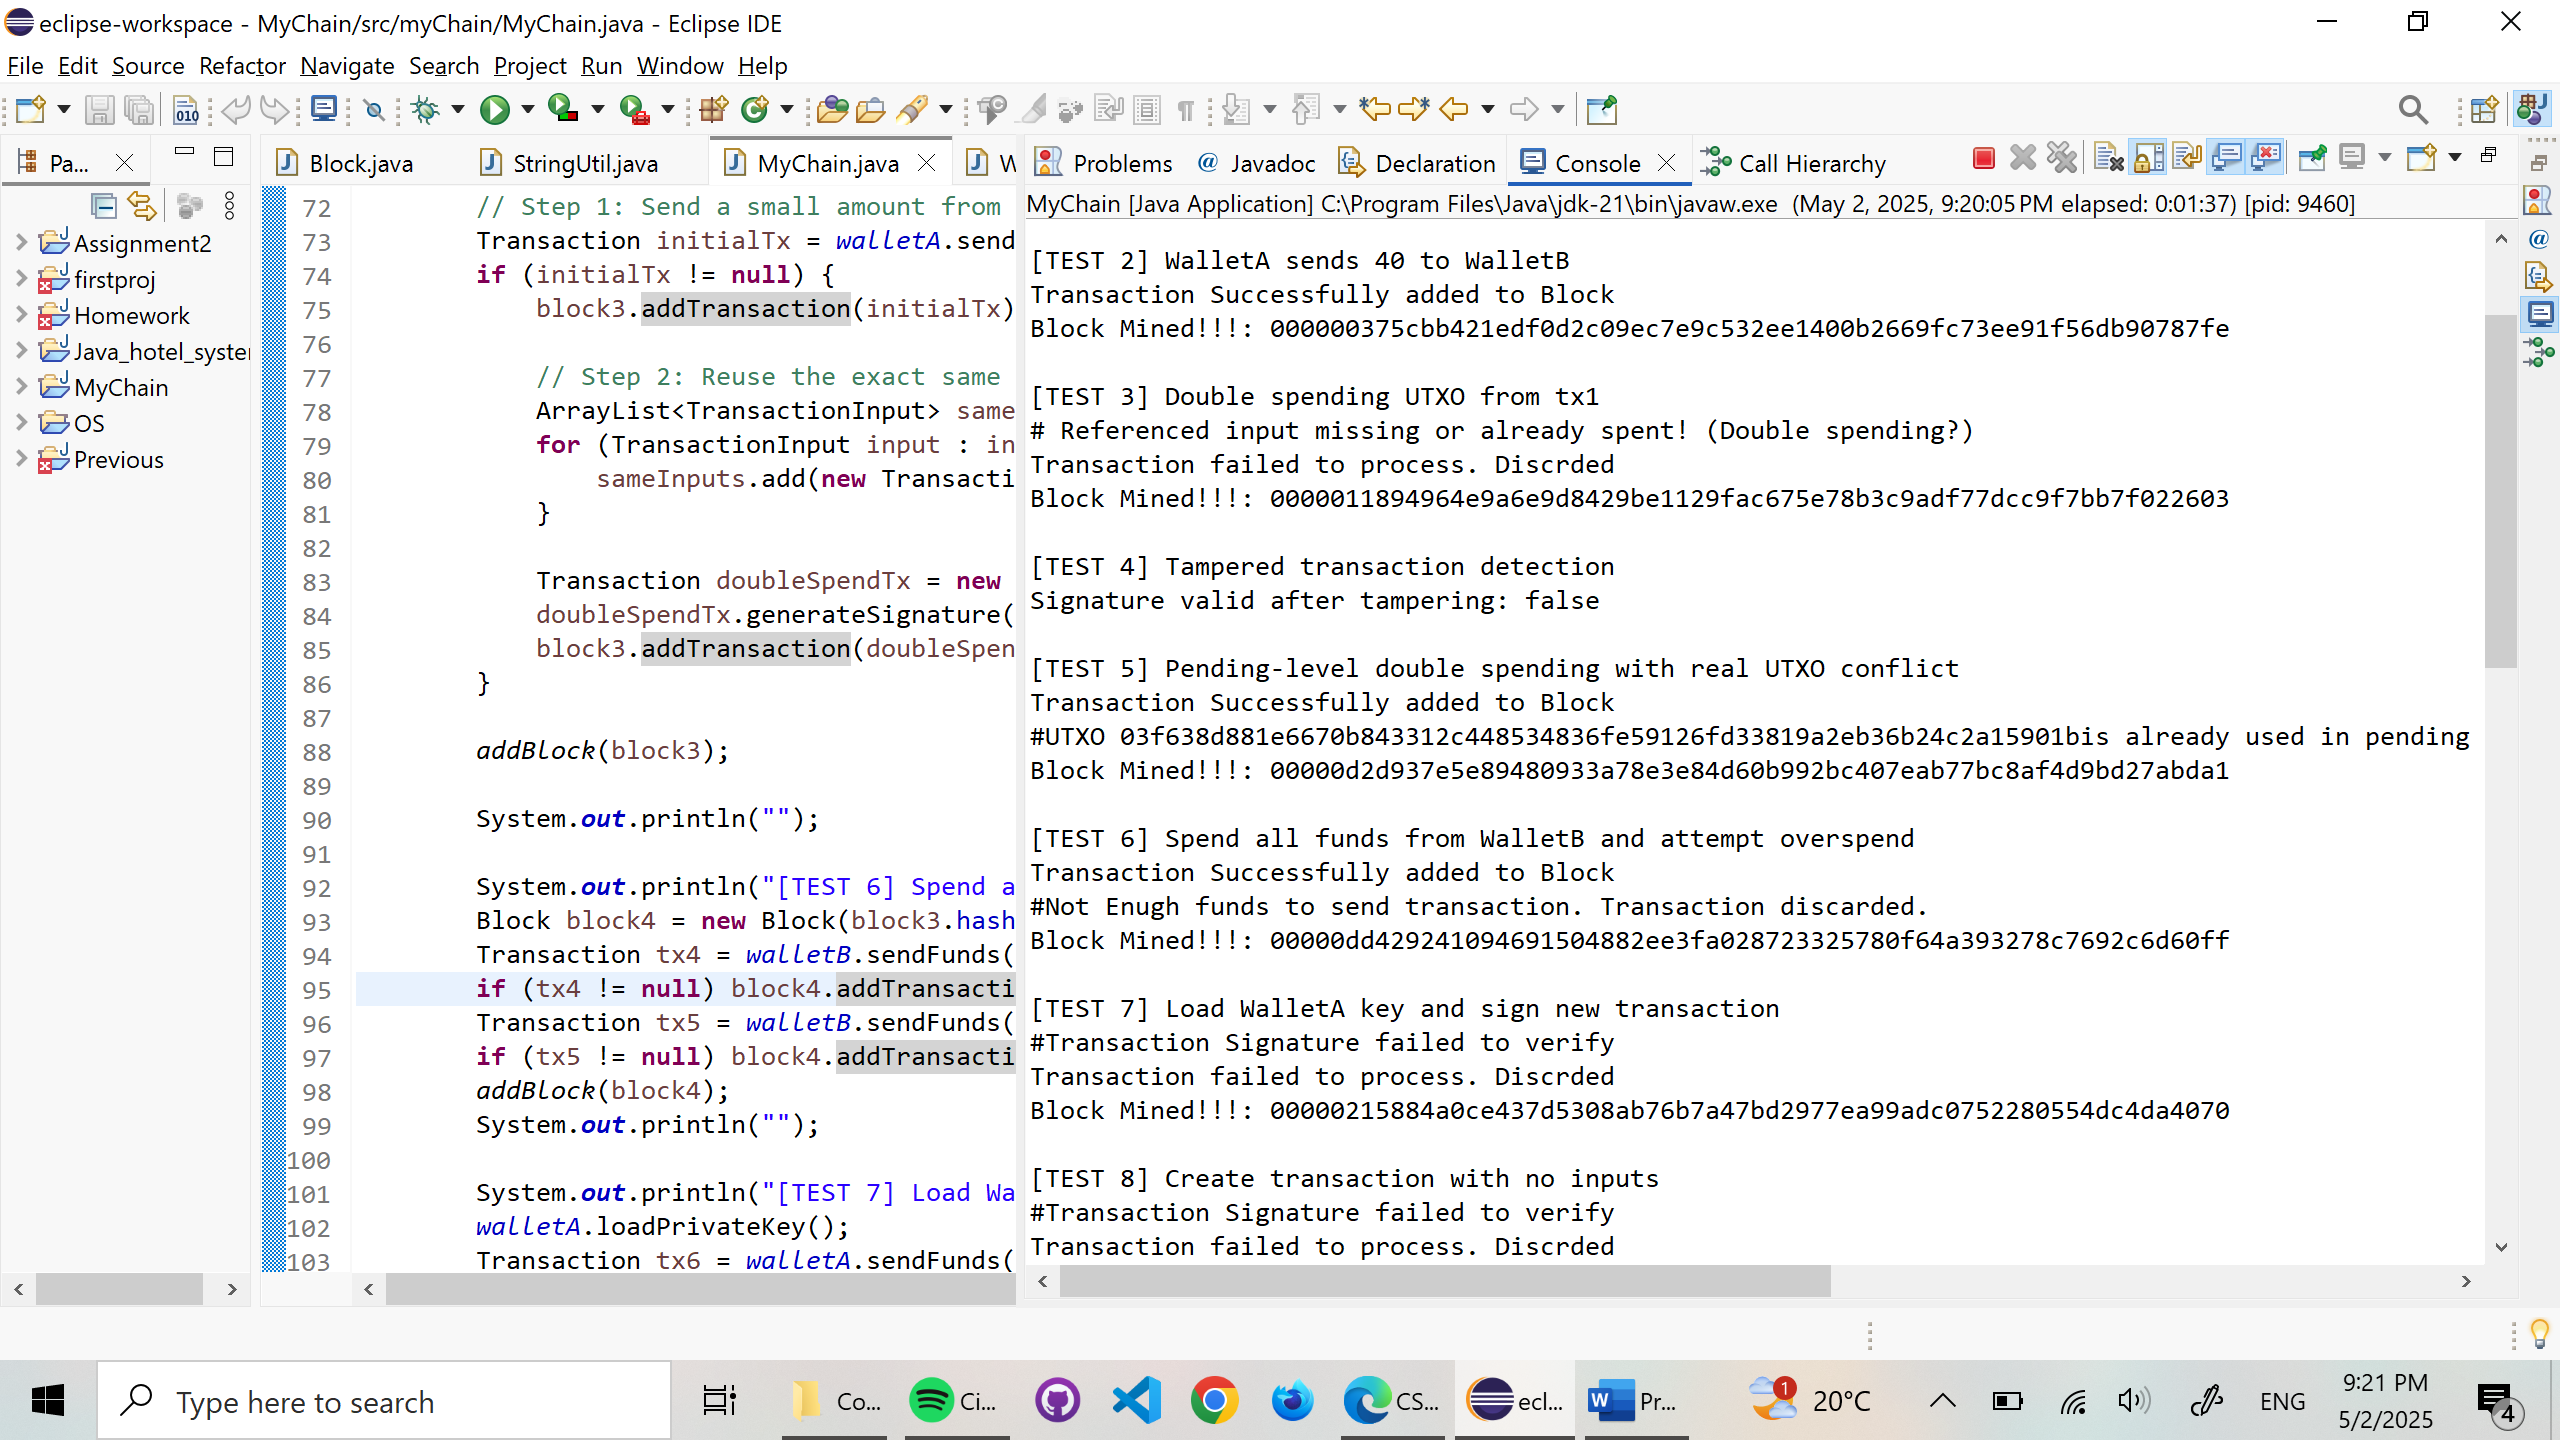 eclipse-workspace - MyChain/src/myChain/MyChain.java - Eclipse IDE
File Edit Source Refactor Navigate Search Project Run Window Help
Pa...
Block.java
StringUtil.java
MyChain.java
W
Problems
Javadoc
Declaration
Console
Call Hierarchy
Assignment2
firstproj
Homework
Java_hotel_syster
MyChain
OS
Previous
72 // Step 1: Send a small amount from
73 Transaction initialTx = walletA.send
74 if (initialTx != null) {
75 block3.addTransaction(initialTx)
76
77 // Step 2: Reuse the exact same
78 ArrayList<TransactionInput> same
79 for (TransactionInput input : in
80 sameInputs.add(new Transacti
81 }
82
83 Transaction doubleSpendTx = new
84 doubleSpendTx.generateSignature(
85 block3.addTransaction(doubleSpen
86 }
87
88 addBlock(block3);
89
90 System.out.println("");
91
92 System.out.println("[TEST 6] Spend a
93 Block block4 = new Block(block3.hash
94 Transaction tx4 = walletB.sendFunds(
95 if (tx4 != null) block4.addTransacti
96 Transaction tx5 = walletB.sendFunds(
97 if (tx5 != null) block4.addTransacti
98 addBlock(block4);
99 System.out.println("");
100
101 System.out.println("[TEST 7] Load Wa
102 walletA.loadPrivateKey();
103 Transaction tx6 = walletA.sendFunds(
MyChain [Java Application] C:\Program Files\Java\jdk-21\bin\javaw.exe (May 2, 2025, 9:20:05 PM elapsed: 0:01:37) [pid: 9460]
[TEST 2] WalletA sends 40 to WalletB
Transaction Successfully added to Block
Block Mined!!!: 000000375cbb421edf0d2c09ec7e9c532ee1400b2669fc73ee91f56db90787fe
[TEST 3] Double spending UTXO from tx1
# Referenced input missing or already spent! (Double spending?)
Transaction failed to process. Discrded
Block Mined!!!: 0000011894964e9a6e9d8429be1129fac675e78b3c9adf77dcc9f7bb7f022603
[TEST 4] Tampered transaction detection
Signature valid after tampering: false
[TEST 5] Pending-level double spending with real UTXO conflict
Transaction Successfully added to Block
#UTXO 03f638d881e6670b843312c448534836fe59126fd33819a2eb36b24c2a15901bis already used in pending
Block Mined!!!: 00000d2d937e5e89480933a78e3e84d60b992bc407eab77bc8af4d9bd27abda1
[TEST 6] Spend all funds from WalletB and attempt overspend
Transaction Successfully added to Block
#Not Enugh funds to send transaction. Transaction discarded.
Block Mined!!!: 00000dd429241094691504882ee3fa028723325780f64a393278c7692c6d60ff
[TEST 7] Load WalletA key and sign new transaction
#Transaction Signature failed to verify
Transaction failed to process. Discrded
Block Mined!!!: 00000215884a0ce437d5308ab76b7a47bd2977ea99adc0752280554dc4da4070
[TEST 8] Create transaction with no inputs
#Transaction Signature failed to verify
Transaction failed to process. Discrded
Type here to search
Co...
Ci...
CS...
ecl...
Pr...
1
20°C
ENG
9:21 PM
5/2/2025
4